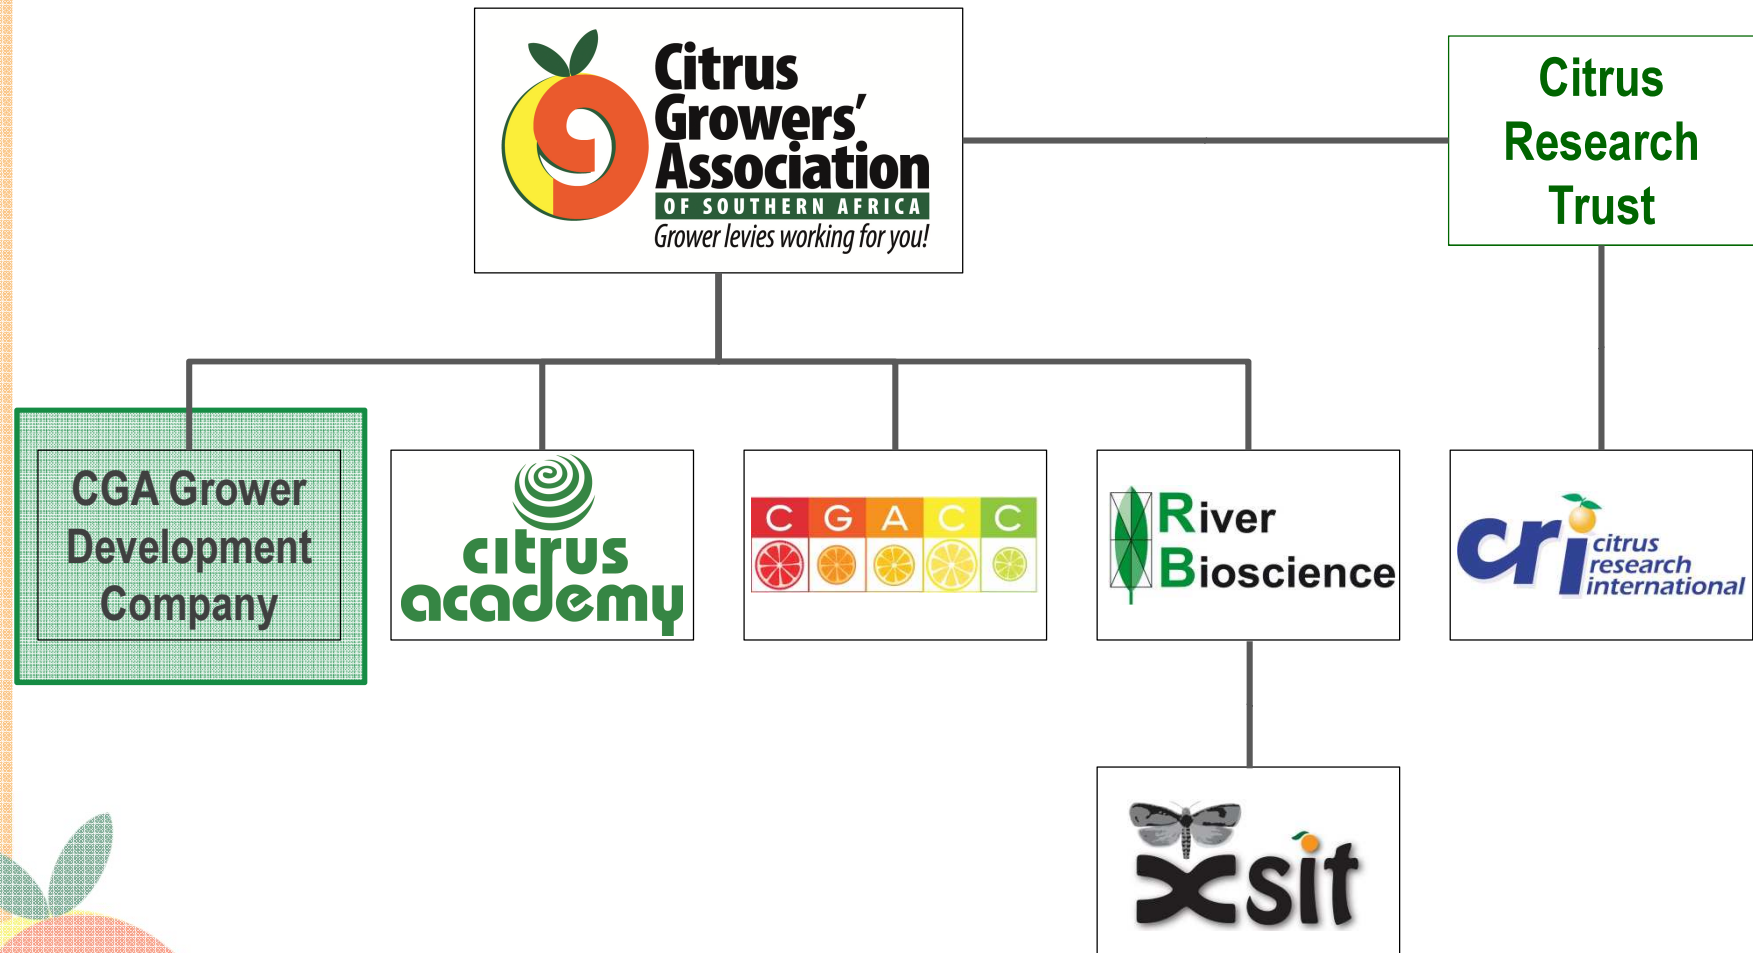 Citrus
Growers'
Association
OF SOUTHERN AFRICA
Grower levies working for you!
Citrus
Research
Trust
CGA Grower
Development
Company
citrus
academy
C G A C C
River
Bioscience
cri
citrus
research
international
xsit